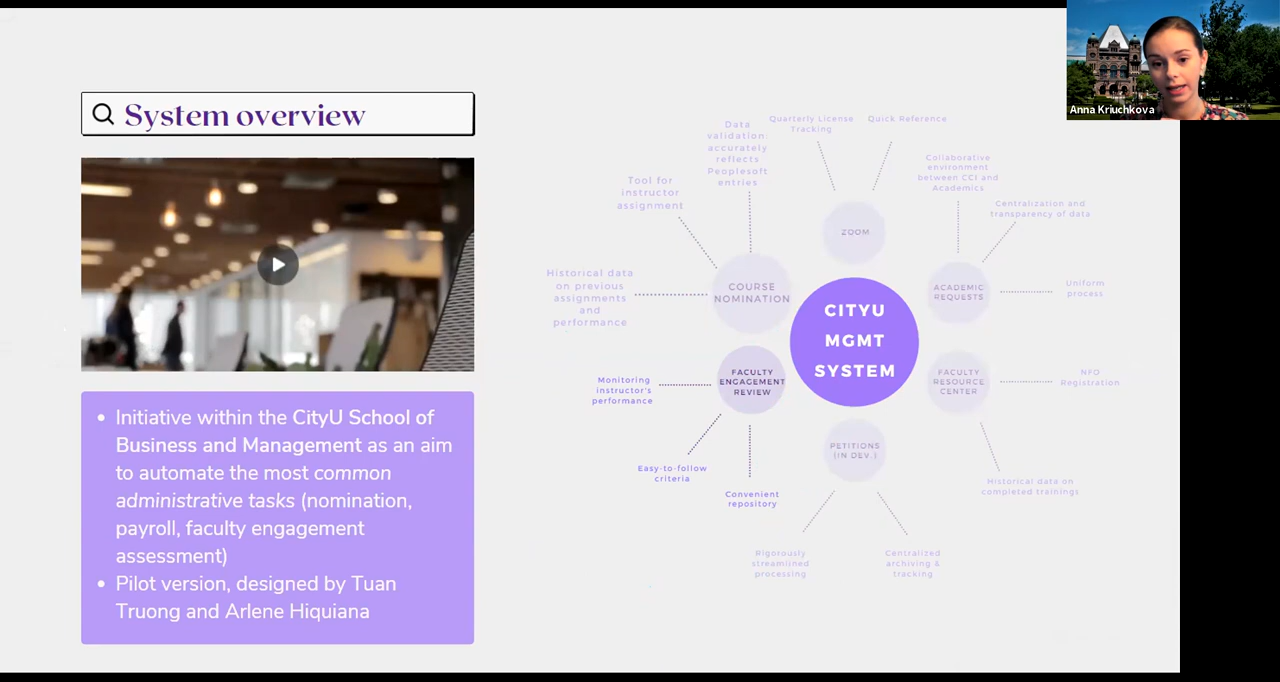 Anna Kriuchkova
System overview
Initiative within the CityU School of
Business and Management as an aim
to automate the most common
administrative tasks (nomination,
payroll, faculty engagement
assessment)
Pilot version, designed by Tuan
Truong and Arlene Hiquiana
CITYU
MGMT
SYSTEM
ZOOM
Quarterly License
Tracking
Quick Reference
ACADEMIC
REQUESTS
Collaborative
environment
between CCI and
Academics
Centralization and
transparency of data
Uniform
process
FACULTY
RESOURCE
CENTER
NFO
Registration
Historical data on
completed trainings
PETITIONS
(IN DEV.)
Centralized
archiving &
tracking
Rigorously
streamlined
processing
FACULTY
ENGAGEMENT
REVIEW
Convenient
repository
Easy-to-follow
criteria
Monitoring
instructor's
performance
COURSE
NOMINATION
Historical data
on previous
assignments
and
performance
Tool for
instructor
assignment
Data
validation:
accurately
reflects
Peoplesoft
entries